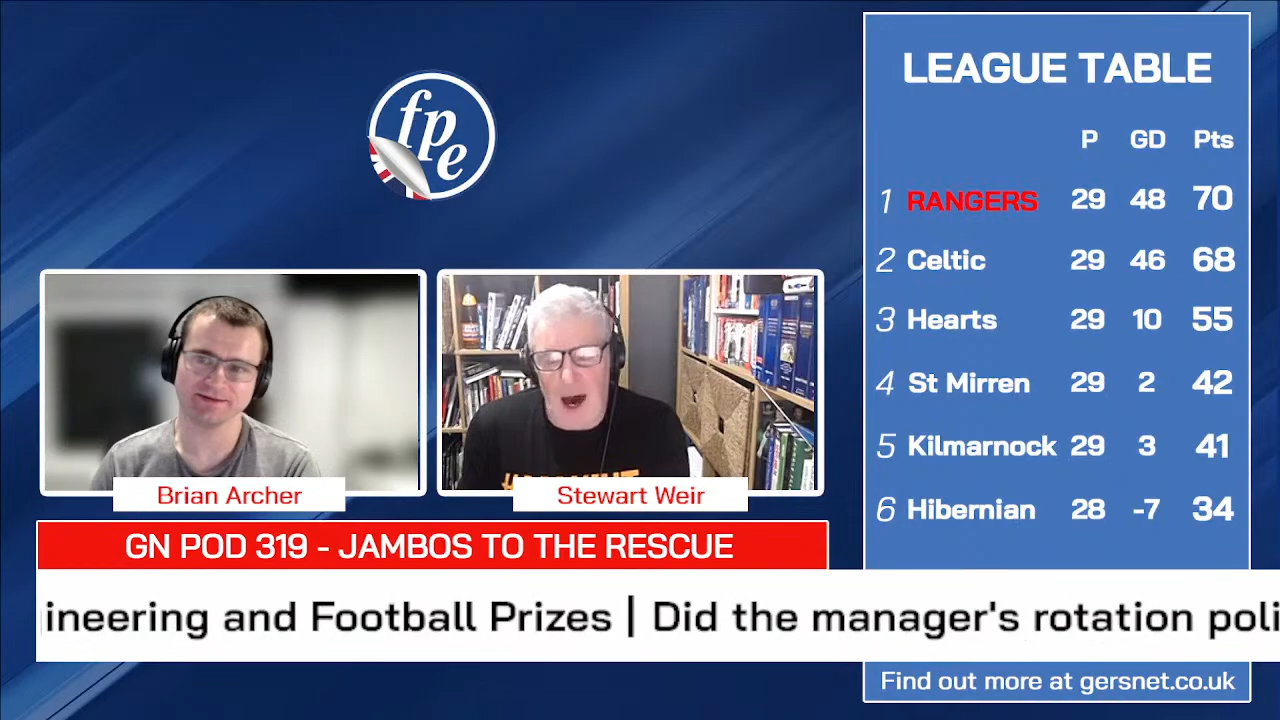 fpe
LEAGUE TABLE
P GD Pts
1 RANGERS 29 48 70
2 Celtic 29 46 68
3 Hearts 29 10 55
4 St Mirren 29 2 42
5 Kilmarnock 29 3 41
6 Hibernian 28 -7 34
Brian Archer
Stewart Weir
GN POD 319 - JAMBOS TO THE RESCUE
ineering and Football Prizes | Did the manager's rotation poli
Find out more at gersnet.co.uk